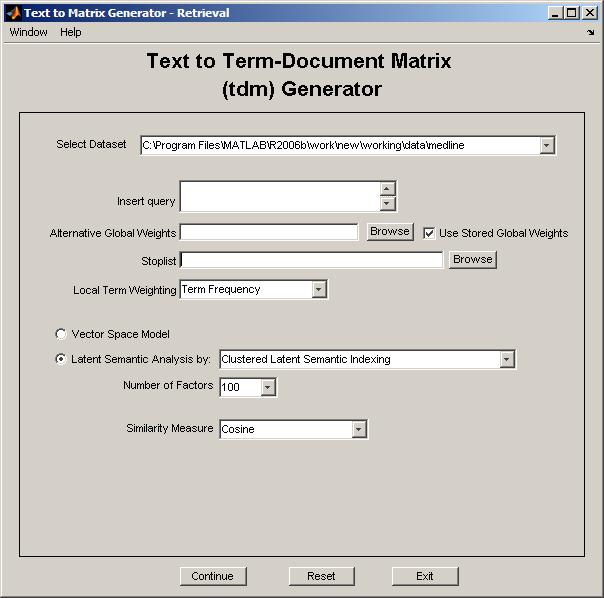 Text to Matrix Generator - Retrieval
Window Help
Text to Term-Document Matrix
(tdm) Generator
Select Dataset C:\Program Files\MATLAB\R2006b\work\new\working\data\medline
Insert query
Alternative Global Weights Browse Use Stored Global Weights
Stoplist Browse
Local Term Weighting Term Frequency
Vector Space Model
Latent Semantic Analysis by: Clustered Latent Semantic Indexing
Number of Factors 100
Similarity Measure Cosine
Continue Reset Exit